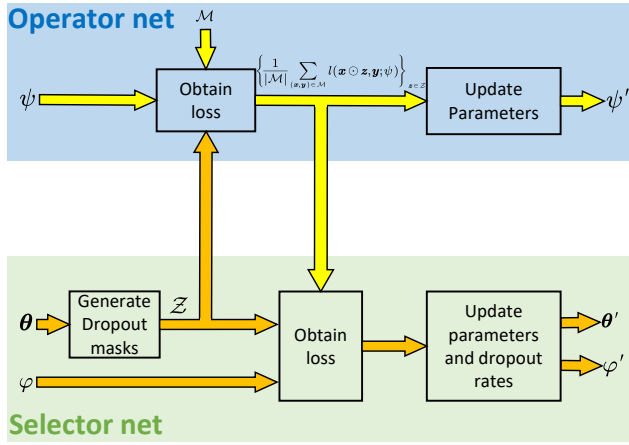 Operator net
ℳ
ψ
Obtain
loss
{ 1/|ℳ| ∑_{(x,y)∈ℳ} l(x ⊙ z, y; ψ) }_{z∈𝒵}
Update
Parameters
ψ′
θ
Generate
Dropout
masks
𝒵
Obtain
loss
Update
parameters
and dropout
rates
θ′
φ
φ′
Selector net